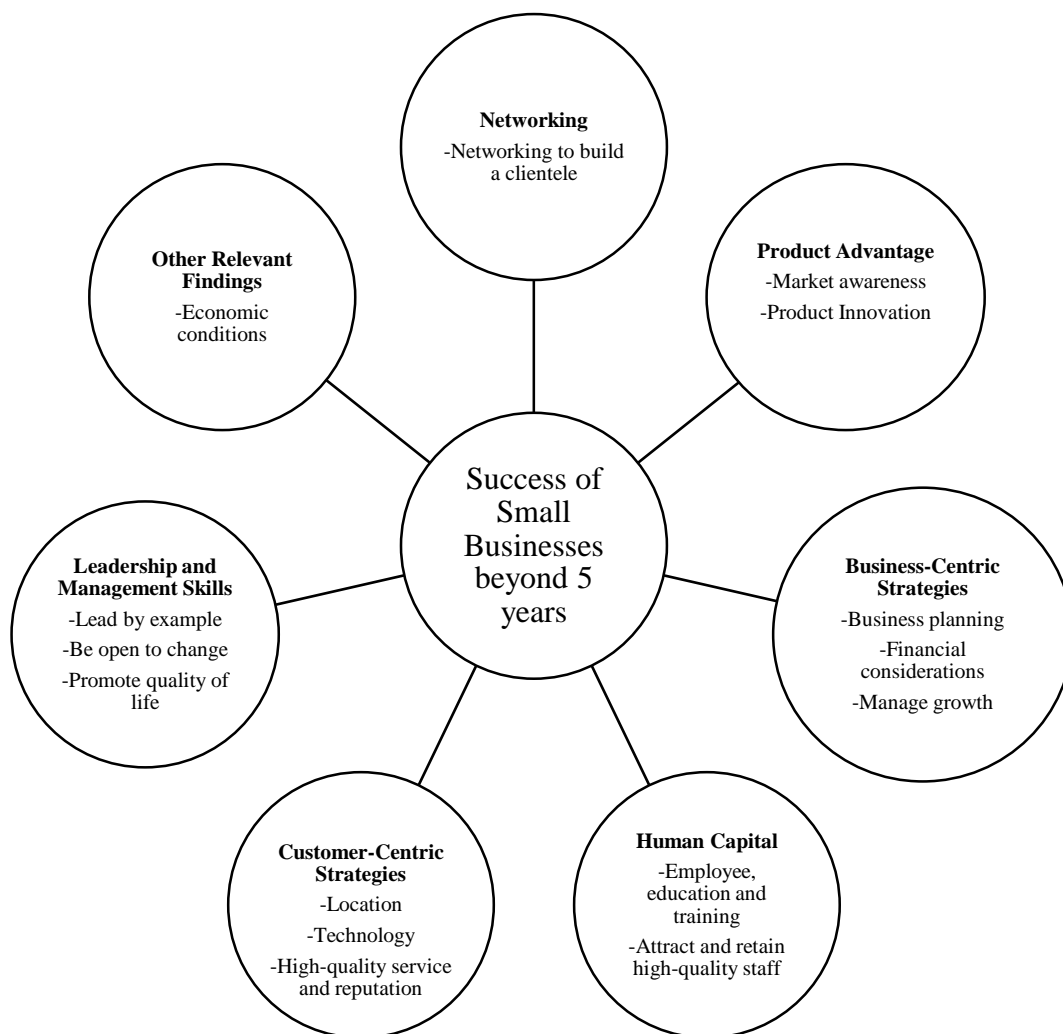 Networking
-Networking to build
a clientele
Product Advantage
-Market awareness
-Product Innovation
Business-Centric
Strategies
-Business planning
-Financial
considerations
-Manage growth
Human Capital
-Employee,
education and
training
-Attract and retain
high-quality staff
Customer-Centric
Strategies
-Location
-Technology
-High-quality service
and reputation
Leadership and
Management Skills
-Lead by example
-Be open to change
-Promote quality of
life
Other Relevant
Findings
-Economic
conditions
Success of
Small
Businesses
beyond 5
years